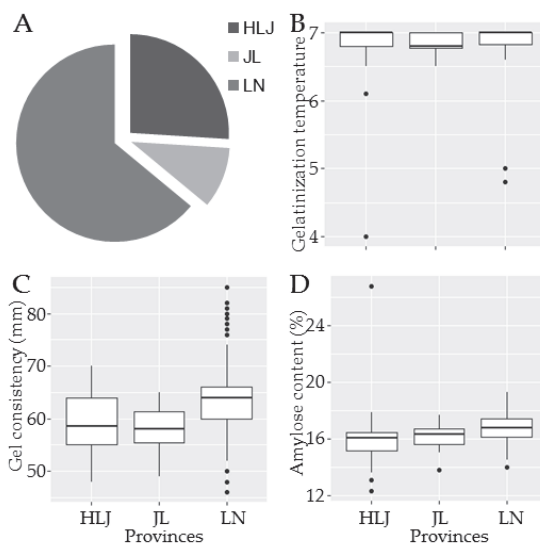 A
HLJ
JL
LN
B
Gelatinization temperature
7
6
5
4
C
Gel consistency (mm)
80
70
60
50
HLJ JL LN
Provinces
D
Amylose content (%)
24
20
16
12
HLJ JL LN
Provinces